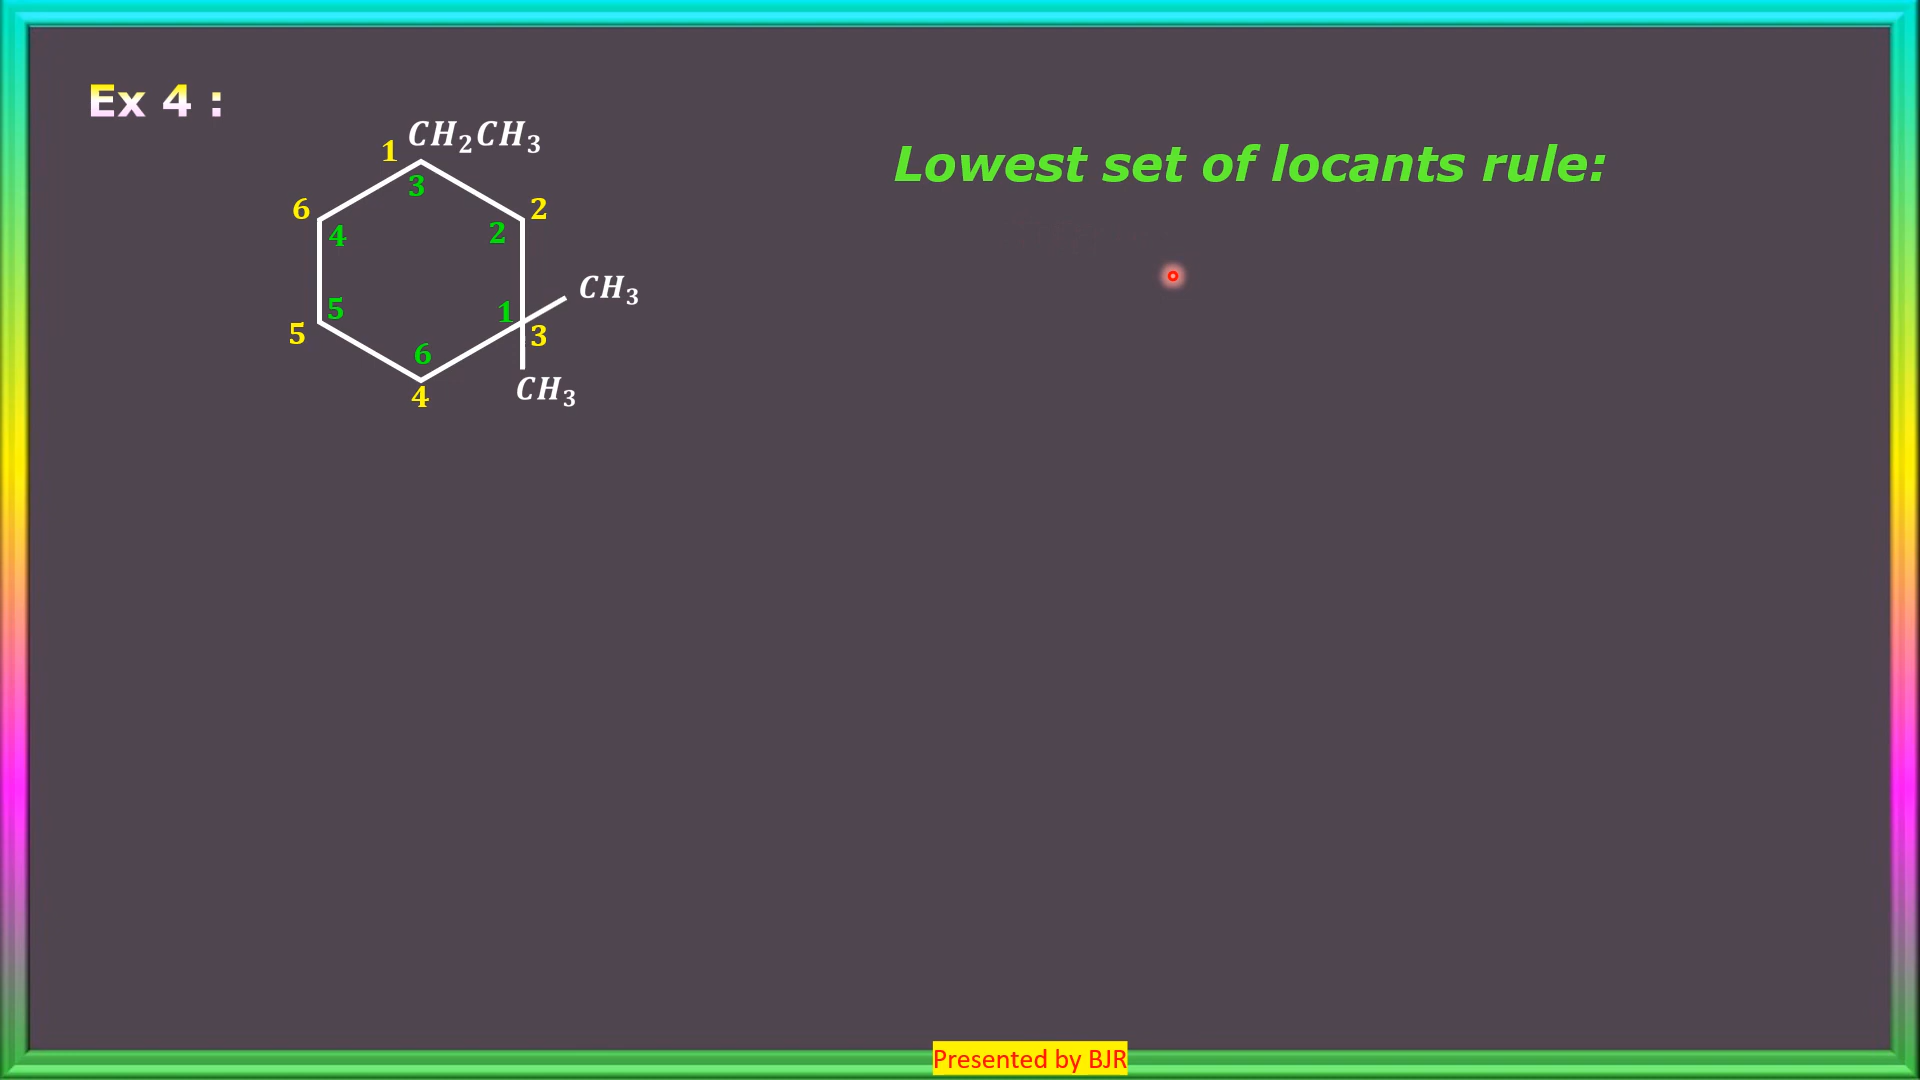 Ex 4 :
1 CH₂CH₃
3
6 2
4 2
CH₃
5 1
5 3
6
CH₃
4
Lowest set of locants rule:
Presented by BJR